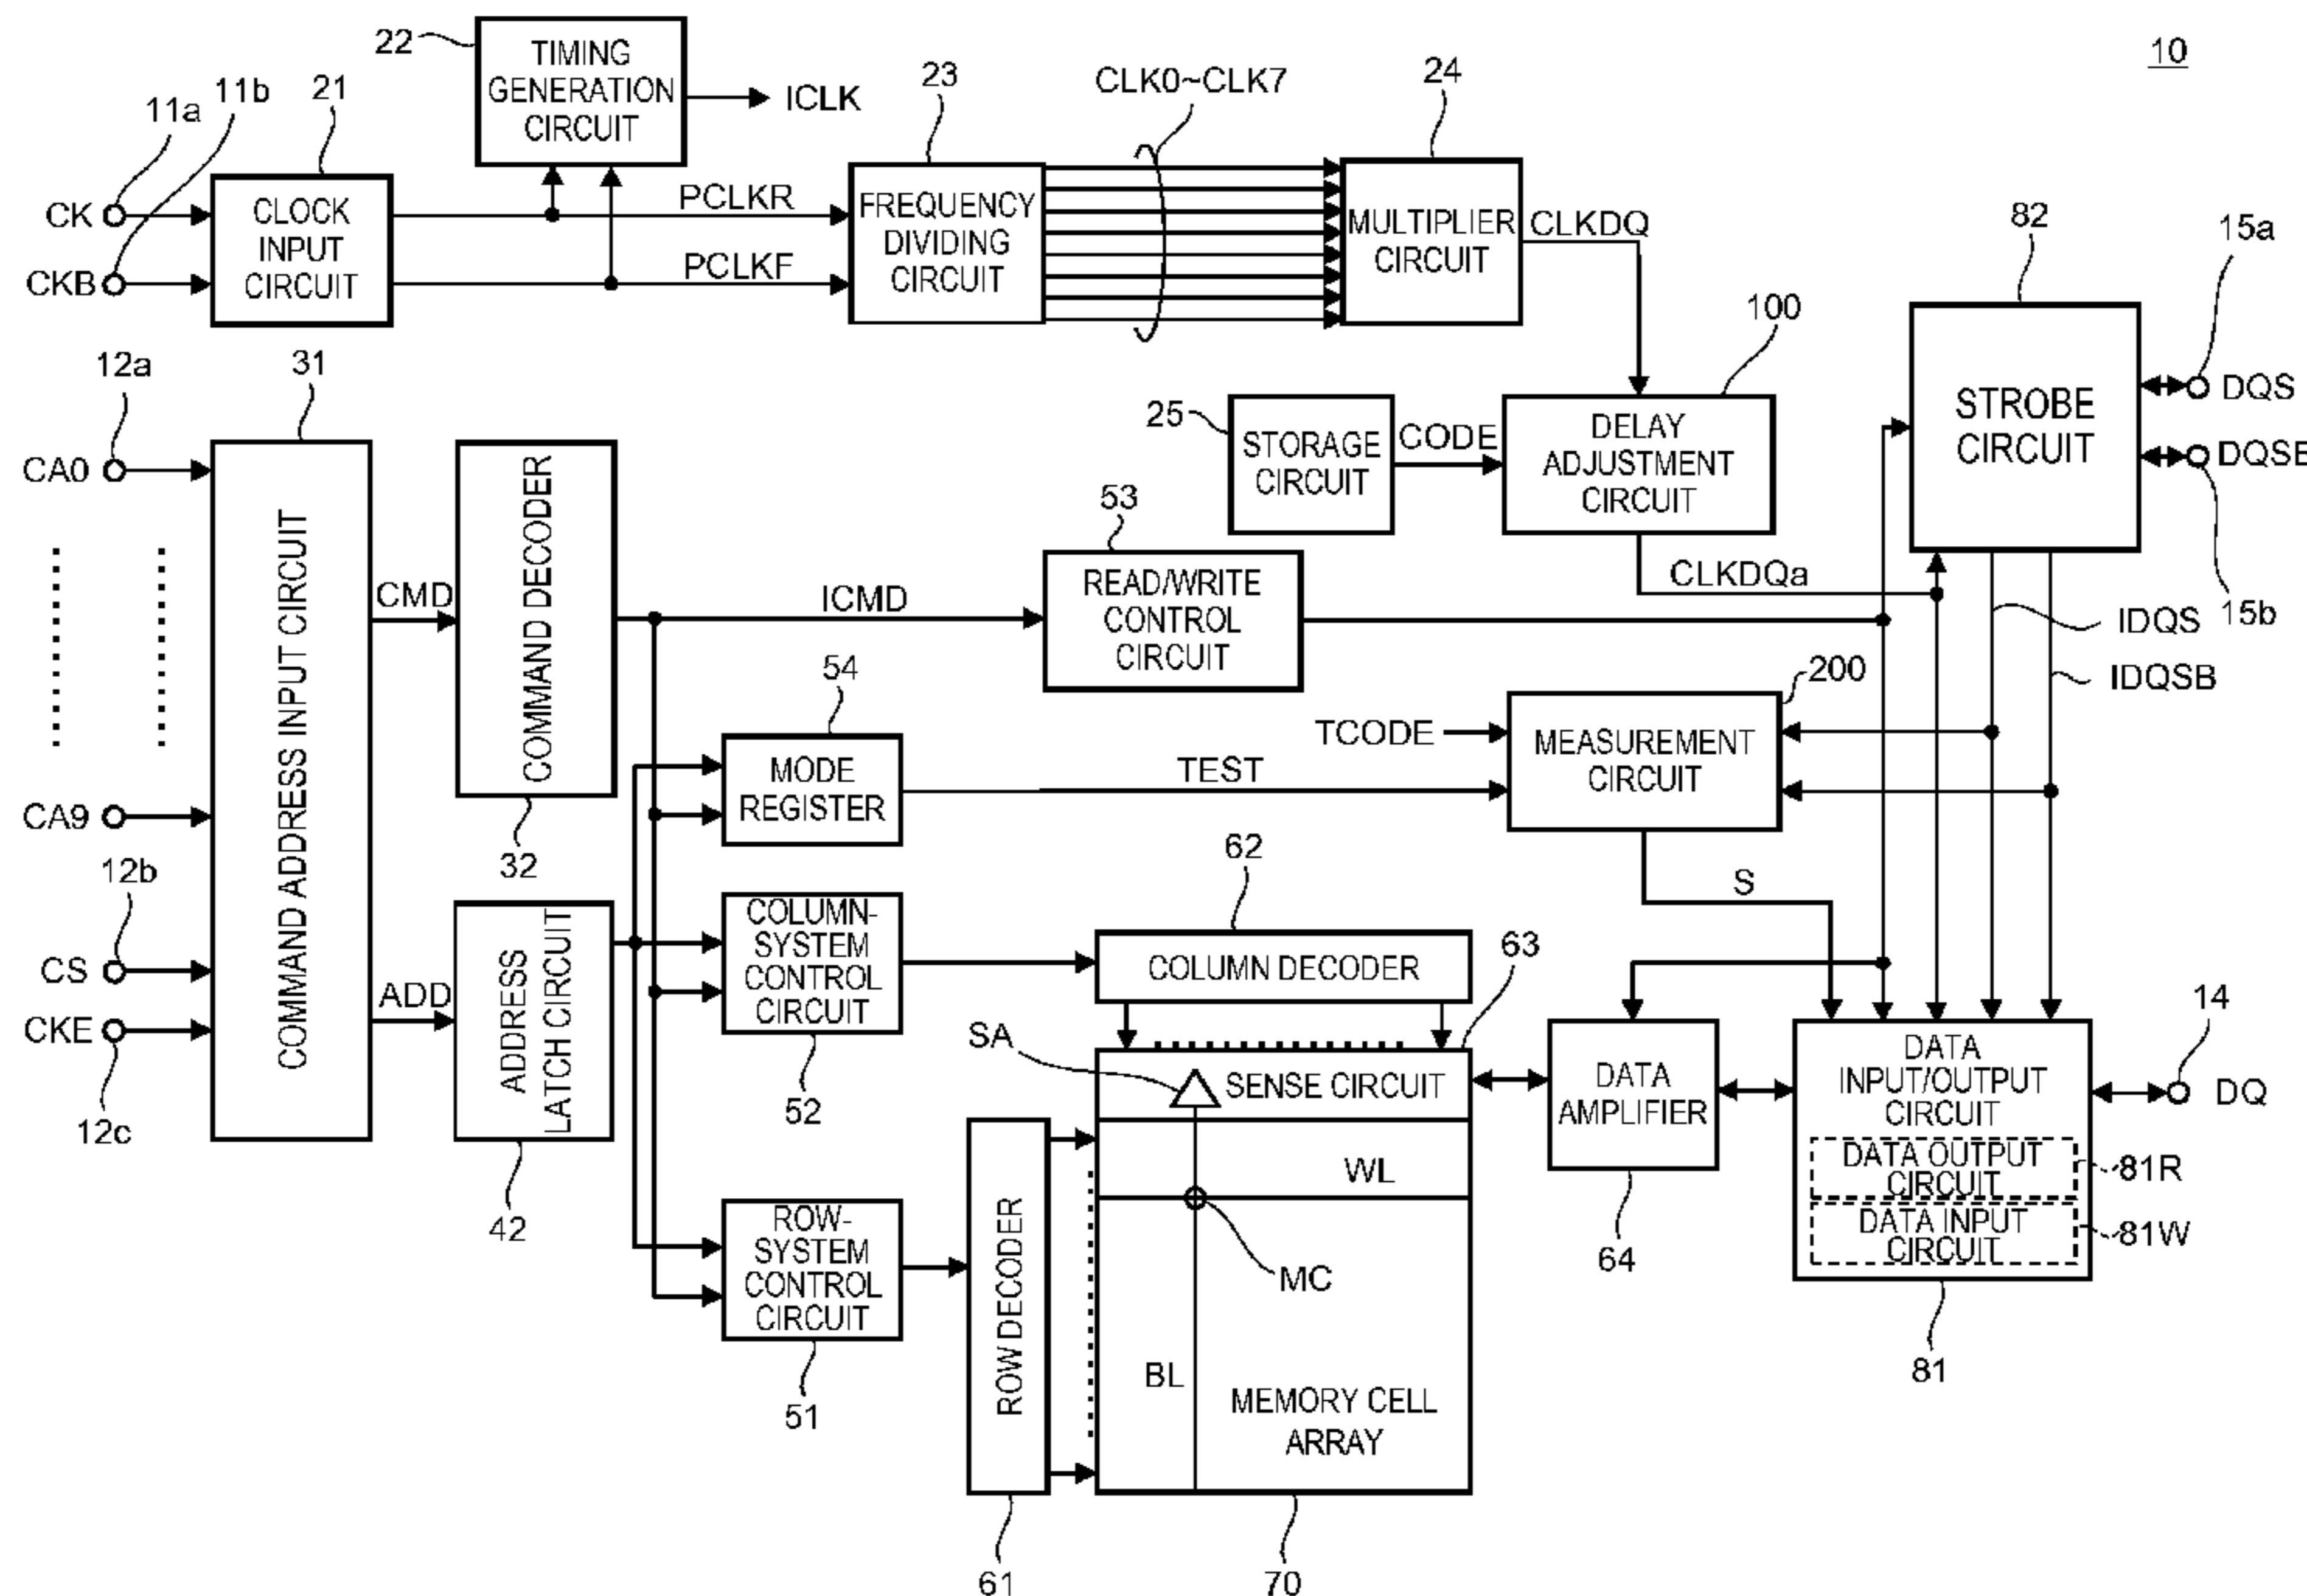 10
22
TIMING
GENERATION
CIRCUIT
ICLK
11a
11b
21
23
CLK0~CLK7
24
CK
CKB
CLOCK
INPUT
CIRCUIT
PCLKR
PCLKF
FREQUENCY
DIVIDING
CIRCUIT
MULTIPLIER
CIRCUIT
CLKDQ
82
15a
100
STROBE
CIRCUIT
DQS
DQSB
15b
25
STORAGE
CIRCUIT
CODE
DELAY
ADJUSTMENT
CIRCUIT
CLKDQa
IDQS
IDQSB
12a
31
CA0
CA9
12b
CS
CKE
12c
COMMAND ADDRESS INPUT CIRCUIT
CMD
COMMAND DECODER
32
ICMD
53
READ/WRITE
CONTROL
CIRCUIT
54
MODE
REGISTER
TEST
TCODE
200
MEASUREMENT
CIRCUIT
S
ADD
ADDRESS
LATCH CIRCUIT
42
COLUMN-
SYSTEM
CONTROL
CIRCUIT
52
62
COLUMN DECODER
63
SA
SENSE CIRCUIT
WL
MC
BL
MEMORY CELL
ARRAY
70
ROW-
SYSTEM
CONTROL
CIRCUIT
51
ROW DECODER
61
DATA
AMPLIFIER
64
DATA
INPUT/OUTPUT
CIRCUIT
DATA OUTPUT
CIRCUIT
81R
DATA INPUT
CIRCUIT
81W
81
14
DQ